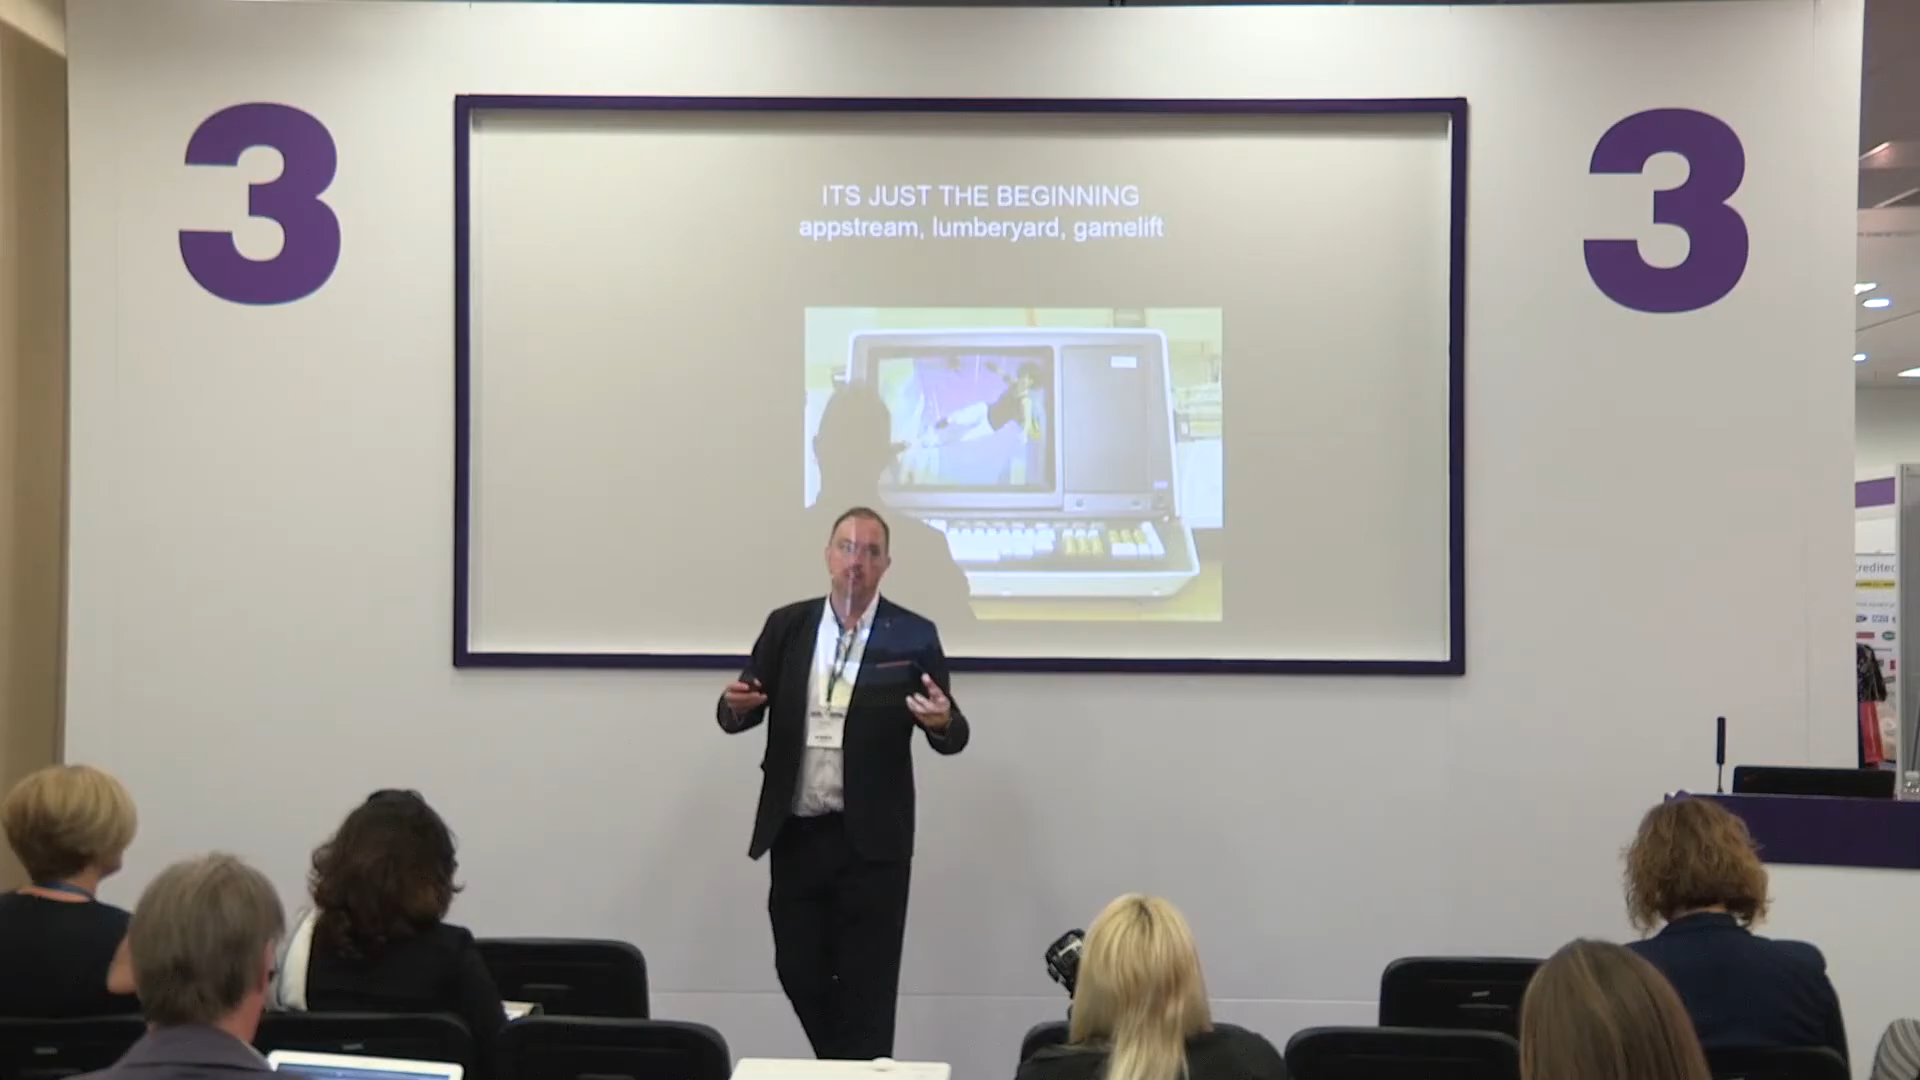 3
ITS JUST THE BEGINNING
appstream, lumberyard, gamelift
3